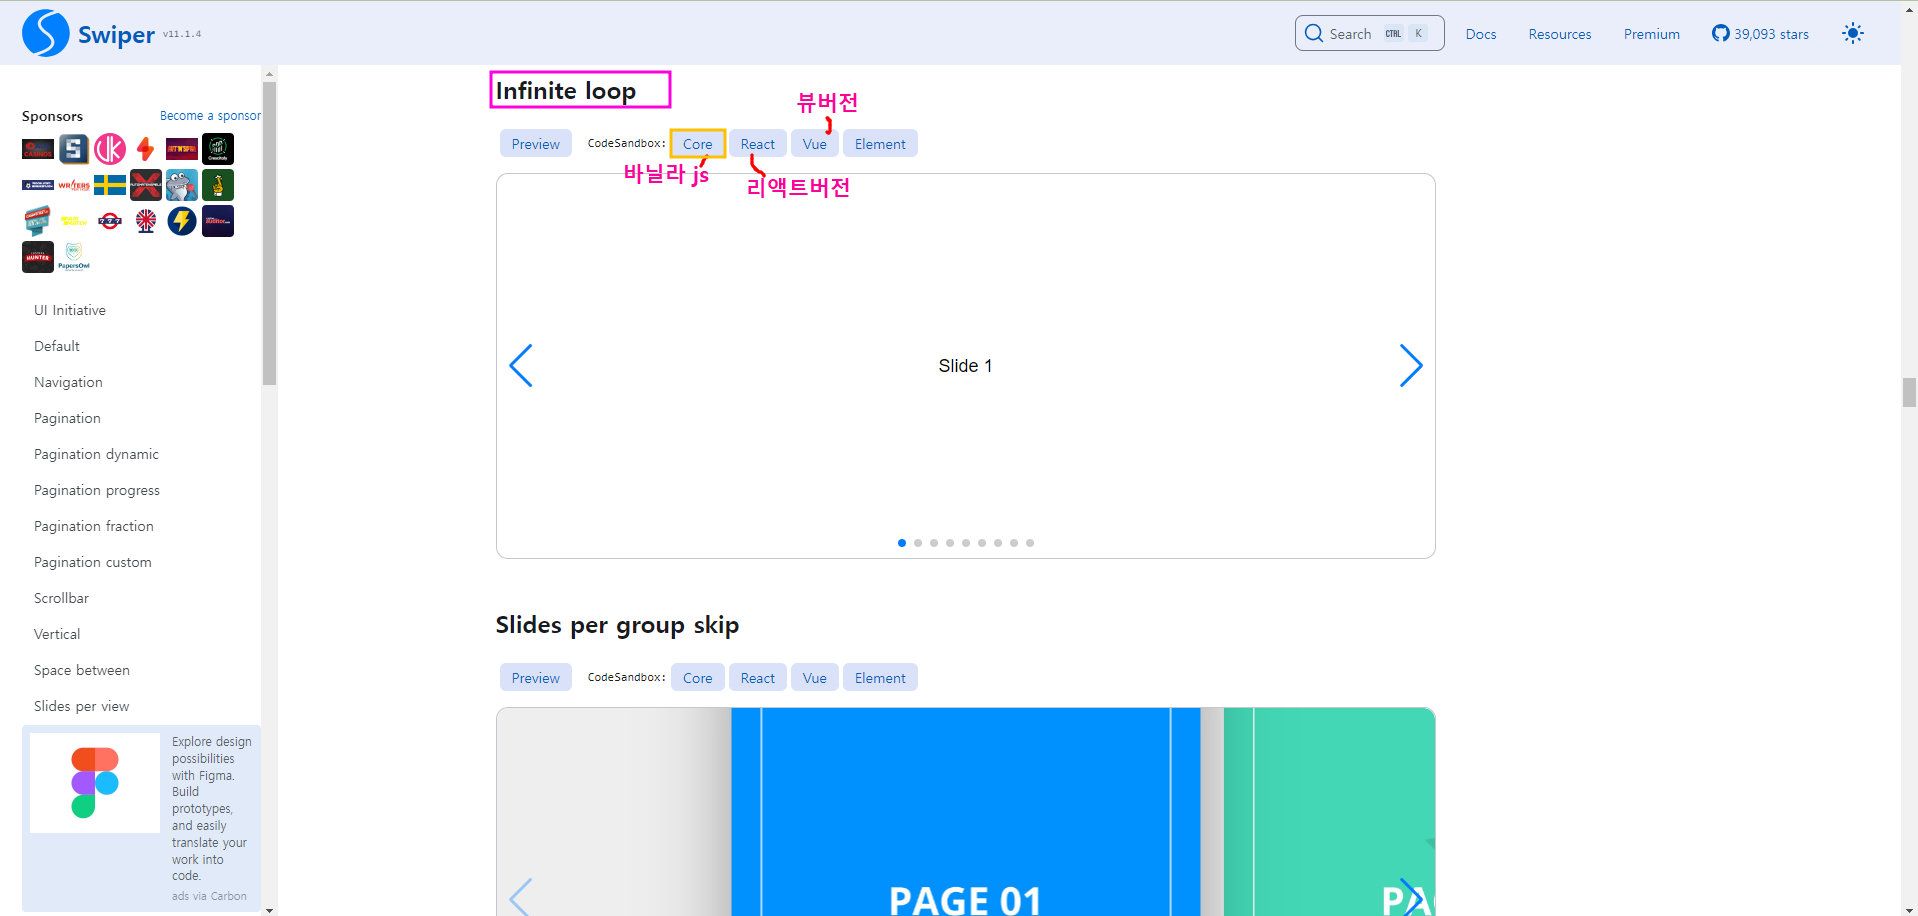 Swiper v11.1.4
Search CTRL K
Docs
Resources
Premium
39,093 stars
Sponsors
Become a sponsor
UI Initiative
Default
Navigation
Pagination
Pagination dynamic
Pagination progress
Pagination fraction
Pagination custom
Scrollbar
Vertical
Space between
Slides per view
Explore design
possibilities
with Figma.
Build
prototypes,
and easily
translate your
work into
code.
ads via Carbon
Infinite loop
뷰버전
Preview CodeSandbox: Core React Vue Element
바닐라 js
리액트버전
Slide 1
Slides per group skip
Preview CodeSandbox: Core React Vue Element
PAGE 01